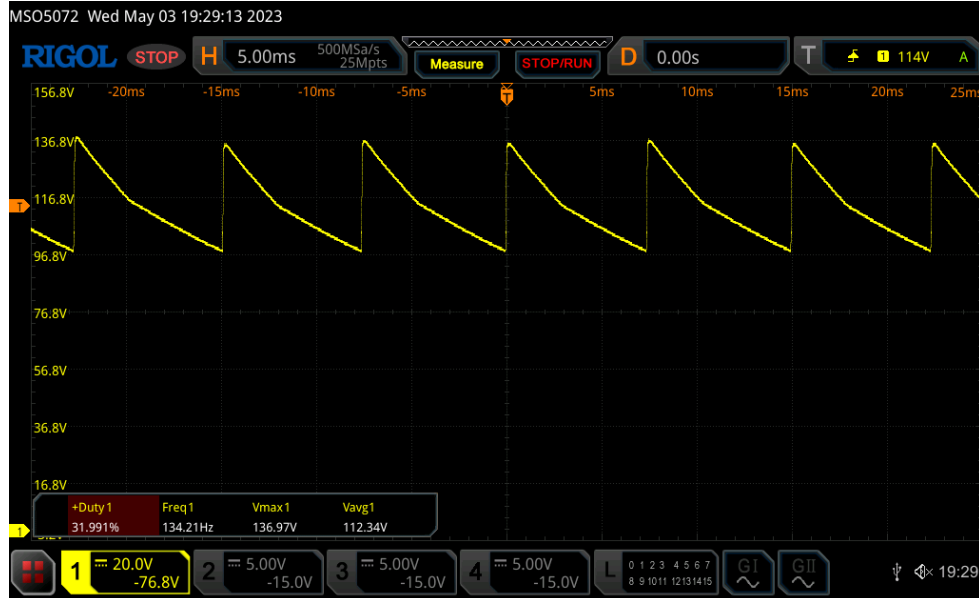 MSO5072 Wed May 03 19:29:13 2023
RIGOL STOP H 5.00ms 500MSa/s 25Mpts Measure STOP/RUN D 0.00s T 1 114V A
156.8V -20ms -15ms -10ms -5ms T 5ms 10ms 15ms 20ms 25ms
136.8V
T 116.8V
96.8V
76.8V
56.8V
36.8V
16.8V
+Duty1 Freq1 Vmax1 Vavg1
31.991% 134.21Hz 136.97V 112.34V
1
1 20.0V -76.8V 2 5.00V -15.0V 3 5.00V -15.0V 4 5.00V -15.0V L 0 1 2 3 4 5 6 7 GI GII 19:29
8 9 10 11 12 13 14 15